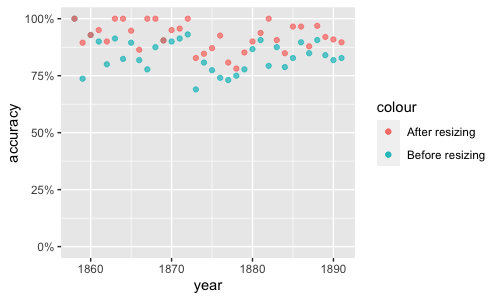 100%
75%
50%
25%
0%
accuracy
1860
1870
1880
1890
year
colour
After resizing
Before resizing